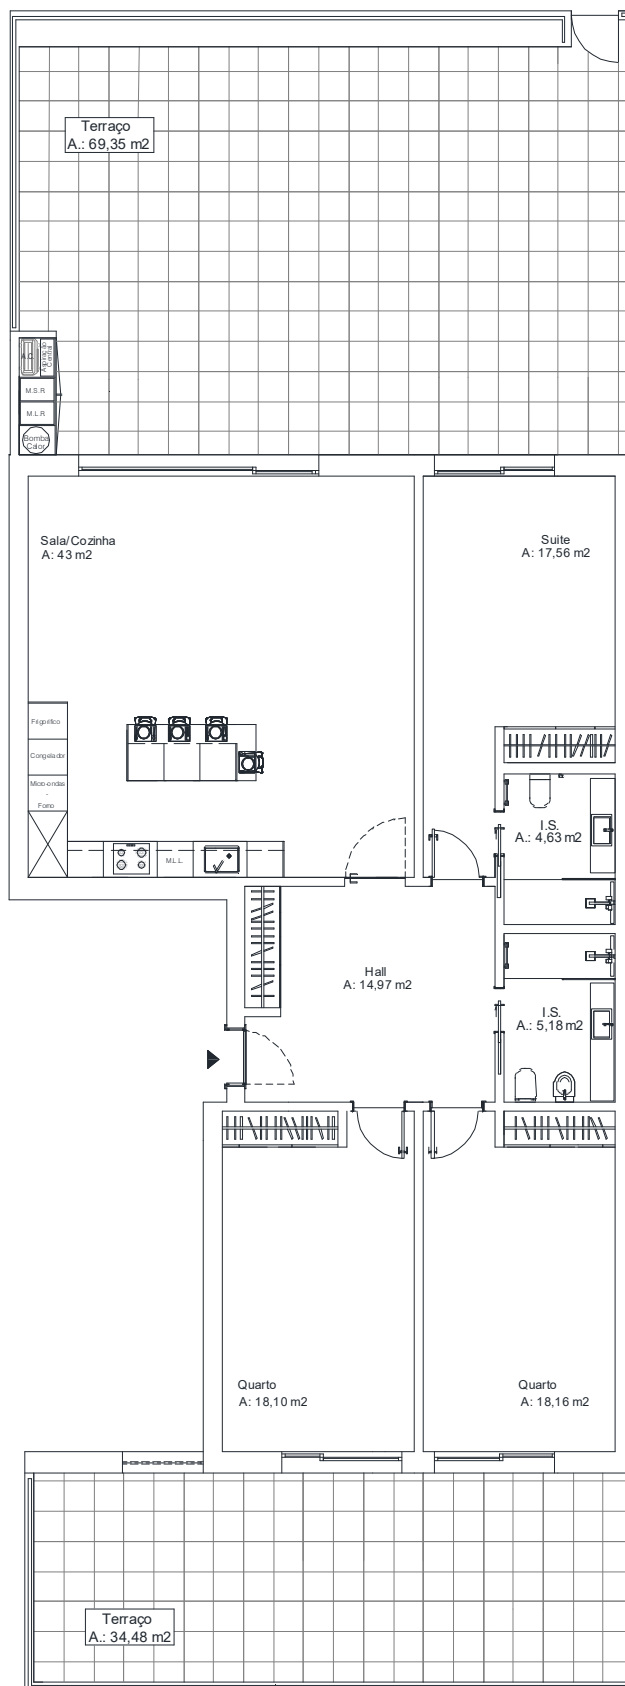 Terraço
A.: 69,35 m2
A.C.
Aspiração
Central
M.S.R
M.L.R
Bomba
Calor
Sala/Cozinha
A: 43 m2
Suite
A: 17,56 m2
Frigorífico
Congelador
Micro-ondas
-
Forno
M.L.L.
I.S.
A.: 4,63 m2
Hall
A: 14,97 m2
I.S.
A.: 5,18 m2
Quarto
A: 18,10 m2
Quarto
A: 18,16 m2
Terraço
A.: 34,48 m2